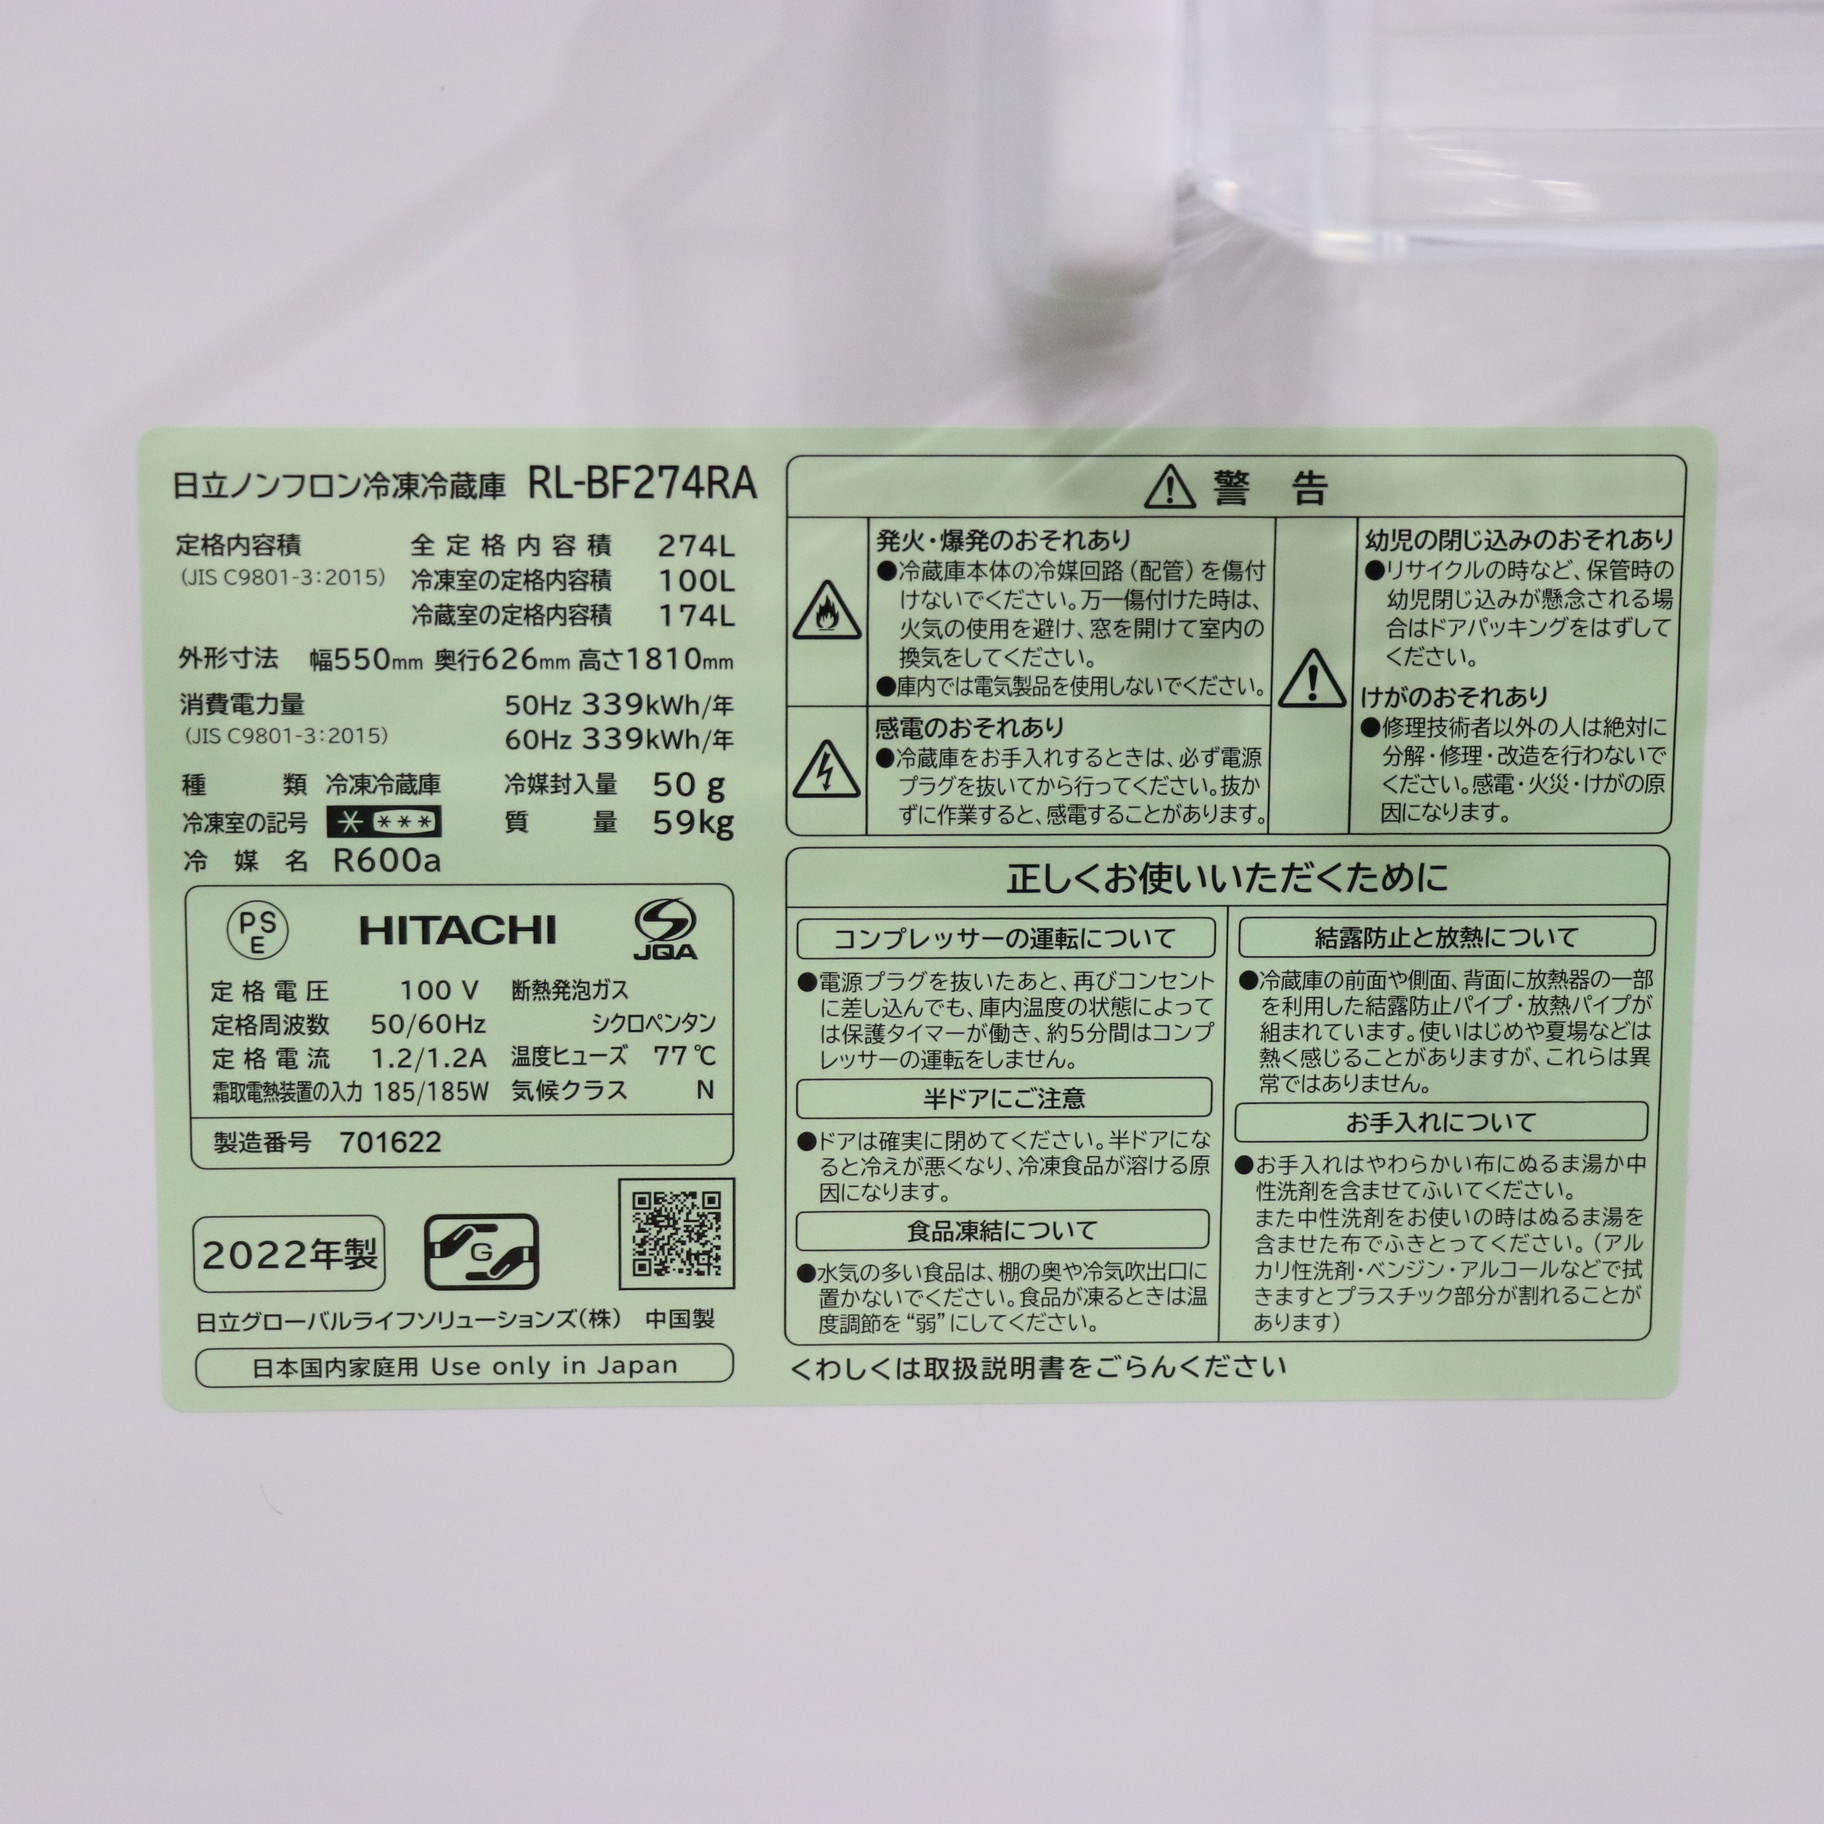 日立ノンフロン冷凍冷蔵庫 RL-BF274RA
定格内容積 全定格内容積 274L
(JIS C9801-3:2015) 冷凍室の定格内容積 100L
冷蔵室の定格内容積 174L
外形寸法 幅550mm 奥行626mm 高さ1810mm
消費電力量 50Hz 339kWh/年
(JIS C9801-3:2015) 60Hz 339kWh/年
種類 冷凍冷蔵庫 冷媒封入量 50g
冷凍室の記号 * *** 質量 59kg
冷媒名 R600a
PSE HITACHI JQA
定格電圧 100 V 断熱発泡ガス
定格周波数 50/60Hz シクロペンタン
定格電流 1.2/1.2A 温度ヒューズ 77℃
霜取電熱装置の入力 185/185W 気候クラス N
製造番号 701622
2022年製 G
日立グローバルライフソリューションズ(株) 中国製
日本国内家庭用 Use only in Japan
警告
発火・爆発のおそれあり
●冷蔵庫本体の冷媒回路(配管)を傷付
けないでください。万一傷付けた時は、
火気の使用を避け、窓を開けて室内の
換気をしてください。
●庫内では電気製品を使用しないでください。
感電のおそれあり
●冷蔵庫をお手入れするときは、必ず電源
プラグを抜いてから行ってください。抜か
ずに作業すると、感電することがあります。
幼児の閉じ込みのおそれあり
●リサイクルの時など、保管時の
幼児閉じ込みが懸念される場
合はドアパッキングをはずして
ください。
けがのおそれあり
●修理技術者以外の人は絶対に
分解・修理・改造を行わないで
ください。感電・火災・けがの原
因になります。
正しくお使いいただくために
コンプレッサーの運転について
●電源プラグを抜いたあと、再びコンセント
に差し込んでも、庫内温度の状態によって
は保護タイマーが働き、約5分間はコンプ
レッサーの運転をしません。
半ドアにご注意
●ドアは確実に閉めてください。半ドアにな
ると冷えが悪くなり、冷凍食品が溶ける原
因になります。
食品凍結について
●水気の多い食品は、棚の奥や冷気吹出口に
置かないでください。食品が凍るときは温
度調節を“弱”にしてください。
結露防止と放熱について
●冷蔵庫の前面や側面、背面に放熱器の一部
を利用した結露防止パイプ・放熱パイプが
組まれています。使いはじめや夏場などは
熱く感じることがありますが、これらは異
常ではありません。
お手入れについて
●お手入れはやわらかい布にぬるま湯か中
性洗剤を含ませてふいてください。
また中性洗剤をお使いの時はぬるま湯を
含ませた布でふきとってください。(アル
カリ性洗剤・ベンジン・アルコールなどで拭
きますとプラスチック部分が割れることが
あります)
くわしくは取扱説明書をごらんください